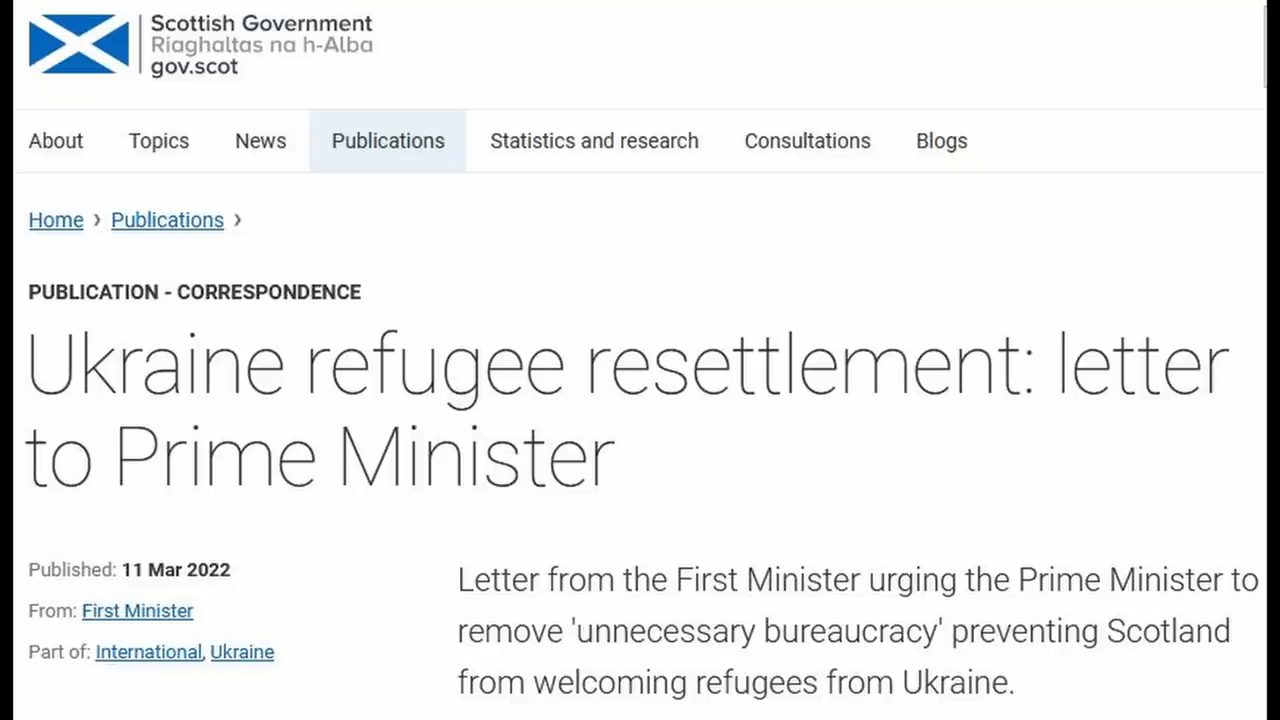 Scottish Government
Riaghaltas na h-Alba
gov.scot
About Topics News Publications Statistics and research Consultations Blogs
Home › Publications ›
PUBLICATION - CORRESPONDENCE
Ukraine refugee resettlement: letter
to Prime Minister
Published: 11 Mar 2022
From: First Minister
Part of: International, Ukraine
Letter from the First Minister urging the Prime Minister to
remove 'unnecessary bureaucracy' preventing Scotland
from welcoming refugees from Ukraine.